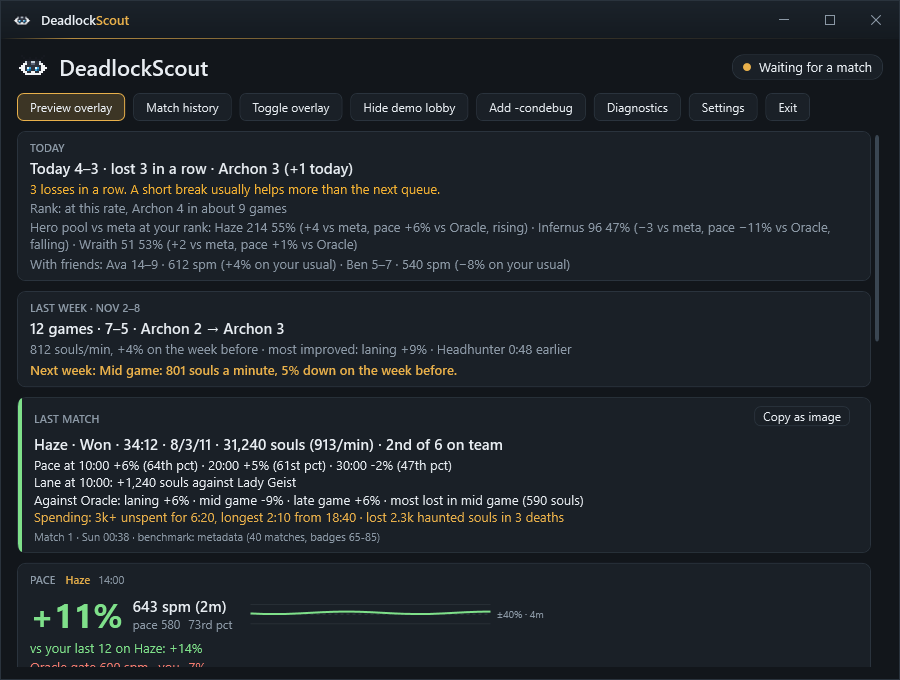 DeadlockScout
DeadlockScout
Waiting for a match
Preview overlay
Match history
Toggle overlay
Hide demo lobby
Add -condebug
Diagnostics
Settings
Exit
TODAY
Today 4–3 · lost 3 in a row · Archon 3 (+1 today)
3 losses in a row. A short break usually helps more than the next queue.
Rank: at this rate, Archon 4 in about 9 games
Hero pool vs meta at your rank: Haze 214 55% (+4 vs meta, pace +6% vs Oracle, rising) · Infernus 96 47% (−3 vs meta, pace −11% vs Oracle,
falling) · Wraith 51 53% (+2 vs meta, pace +1% vs Oracle)
With friends: Ava 14–9 · 612 spm (+4% on your usual) · Ben 5–7 · 540 spm (−8% on your usual)
LAST WEEK · NOV 2–8
12 games · 7–5 · Archon 2 → Archon 3
812 souls/min, +4% on the week before · most improved: laning +9% · Headhunter 0:48 earlier
Next week: Mid game: 801 souls a minute, 5% down on the week before.
LAST MATCH
Copy as image
Haze · Won · 34:12 · 8/3/11 · 31,240 souls (913/min) · 2nd of 6 on team
Pace at 10:00 +6% (64th pct) · 20:00 +5% (61st pct) · 30:00 -2% (47th pct)
Lane at 10:00: +1,240 souls against Lady Geist
Against Oracle: laning +6% · mid game -9% · late game +6% · most lost in mid game (590 souls)
Spending: 3k+ unspent for 6:20, longest 2:10 from 18:40 · lost 2.3k haunted souls in 3 deaths
Match 1 · Sun 00:38 · benchmark: metadata (40 matches, badges 65-85)
PACE Haze 14:00
+11%
643 spm (2m)
pace 580 73rd pct
±40% · 4m
vs your last 12 on Haze: +14%
Oracle gate 690 spm · you -7%